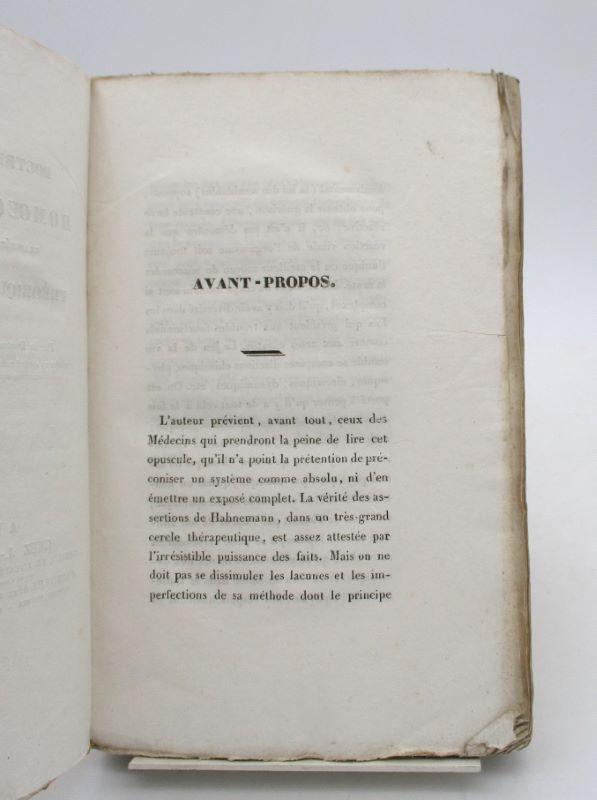 AVANT-PROPOS.
L'auteur prévient, avant tout, ceux des
Médecins qui prendront la peine de lire cet
opuscule, qu'il n'a point la prétention de pré-
coniser un système comme absolu, ni d'en
émettre un exposé complet. La vérité des as-
sertions de Hahnemann, dans un très-grand
cercle thérapeutique, est assez attestée par
l'irrésistible puissance des faits. Mais on ne
doit pas se dissimuler les lacunes et les im-
perfections de sa méthode dont le principe